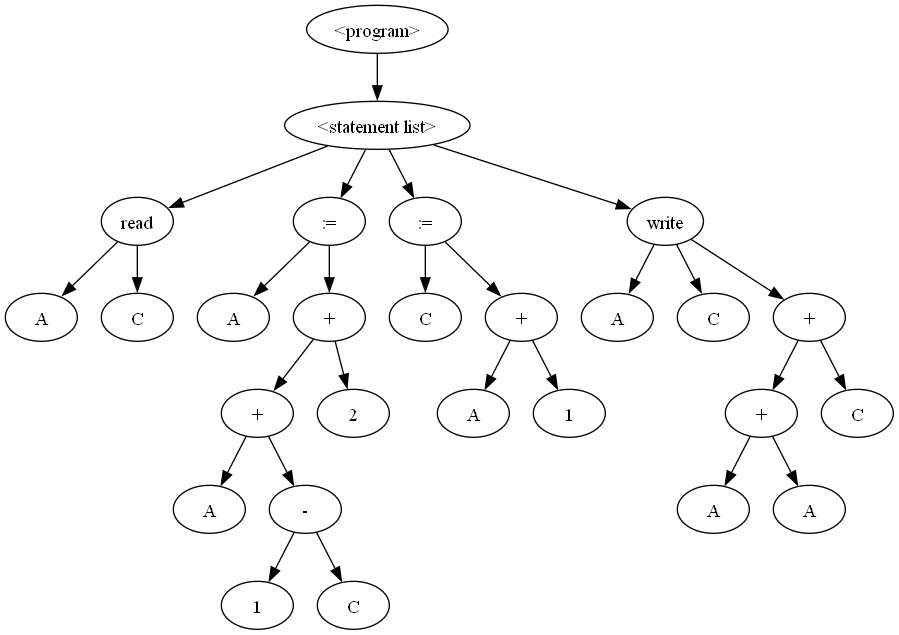 <program>
<statement list>
read
:=
:=
write
A
C
A
+
C
+
A
C
+
+
2
A
1
+
C
A
-
A
A
1
C